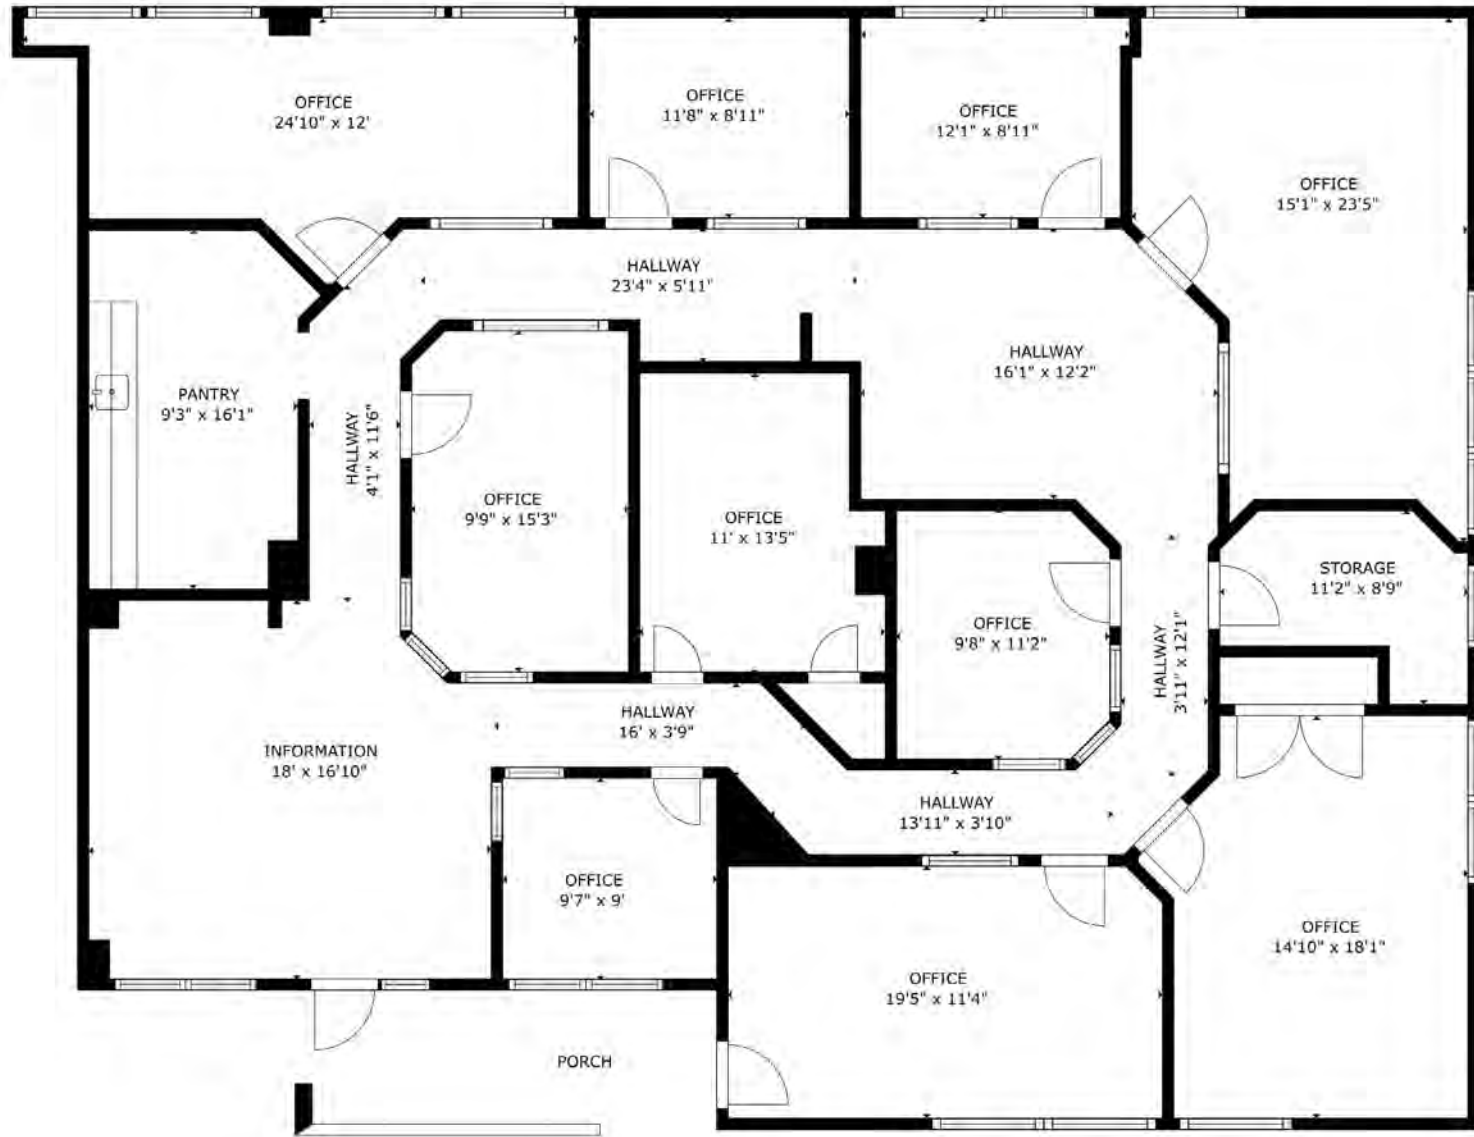 OFFICE
24'10" x 12'
OFFICE
11'8" x 8'11"
OFFICE
12'1" x 8'11"
OFFICE
15'1" x 23'5"
HALLWAY
23'4" x 5'11"
HALLWAY
16'1" x 12'2"
PANTRY
9'3" x 16'1"
HALLWAY
4'1" x 11'6"
OFFICE
9'9" x 15'3"
OFFICE
11' x 13'5"
STORAGE
11'2" x 8'9"
OFFICE
9'8" x 11'2"
HALLWAY
3'11" x 12'1"
HALLWAY
16' x 3'9"
INFORMATION
18' x 16'10"
HALLWAY
13'11" x 3'10"
OFFICE
9'7" x 9'
OFFICE
14'10" x 18'1"
OFFICE
19'5" x 11'4"
PORCH